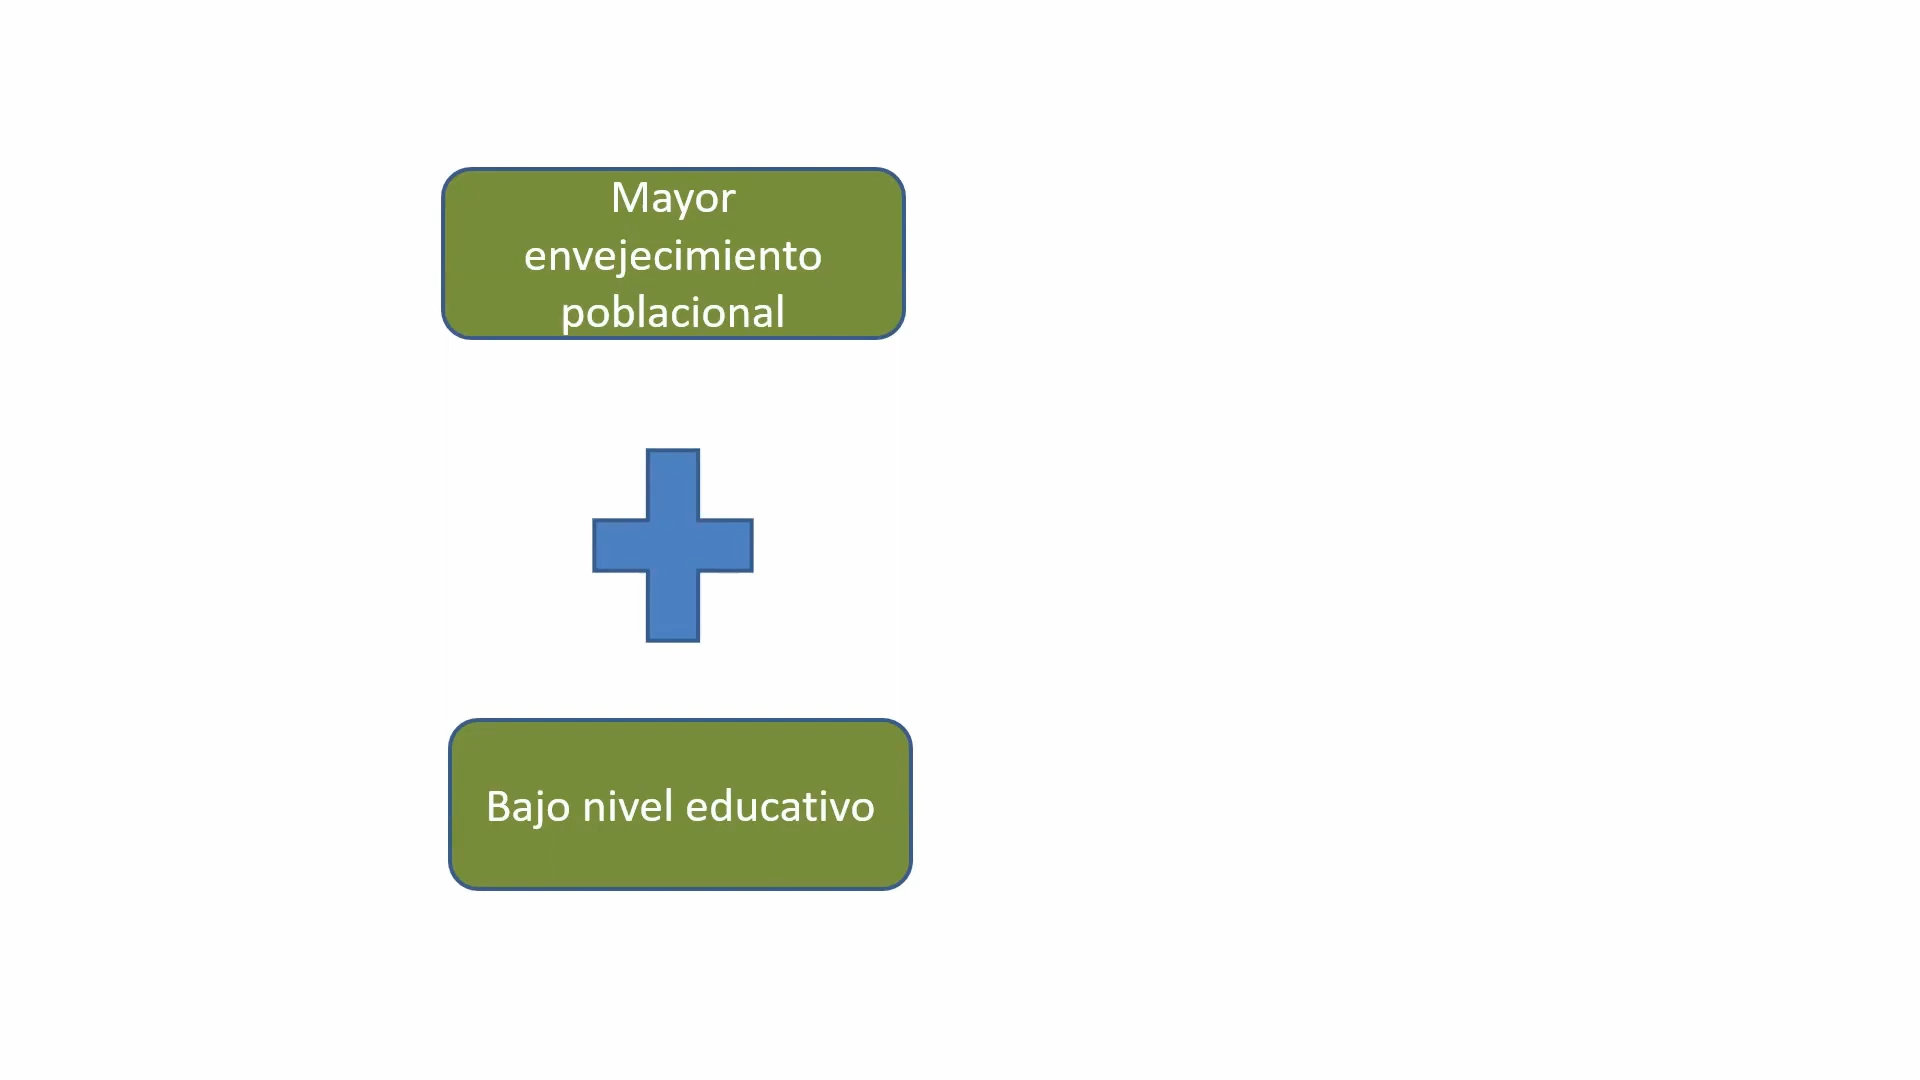 Mayor
envejecimiento
poblacional
Bajo nivel educativo